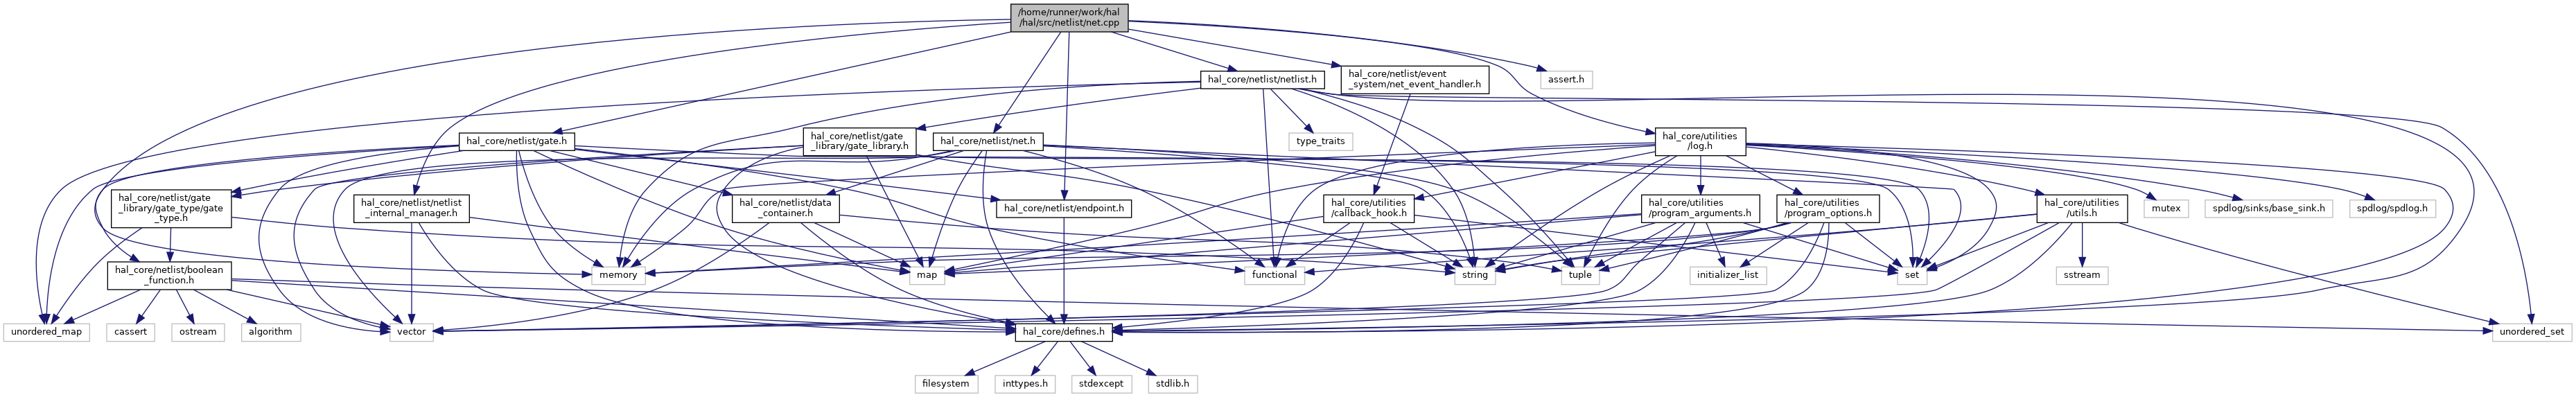 /home/runner/work/hal
/hal/src/netlist/net.cpp
hal_core/netlist/netlist.h
hal_core/netlist/event
_system/net_event_handler.h
assert.h
hal_core/netlist/gate.h
hal_core/netlist/gate
_library/gate_library.h
hal_core/netlist/net.h
type_traits
hal_core/utilities
/log.h
hal_core/netlist/gate
_library/gate_type/gate
_type.h
hal_core/netlist/netlist
_internal_manager.h
hal_core/netlist/data
_container.h
hal_core/netlist/endpoint.h
hal_core/utilities
/callback_hook.h
hal_core/utilities
/program_arguments.h
hal_core/utilities
/program_options.h
hal_core/utilities
/utils.h
mutex
spdlog/sinks/base_sink.h
spdlog/spdlog.h
hal_core/netlist/boolean
_function.h
memory
map
functional
string
tuple
initializer_list
set
sstream
unordered_map
cassert
ostream
algorithm
vector
hal_core/defines.h
unordered_set
filesystem
inttypes.h
stdexcept
stdlib.h